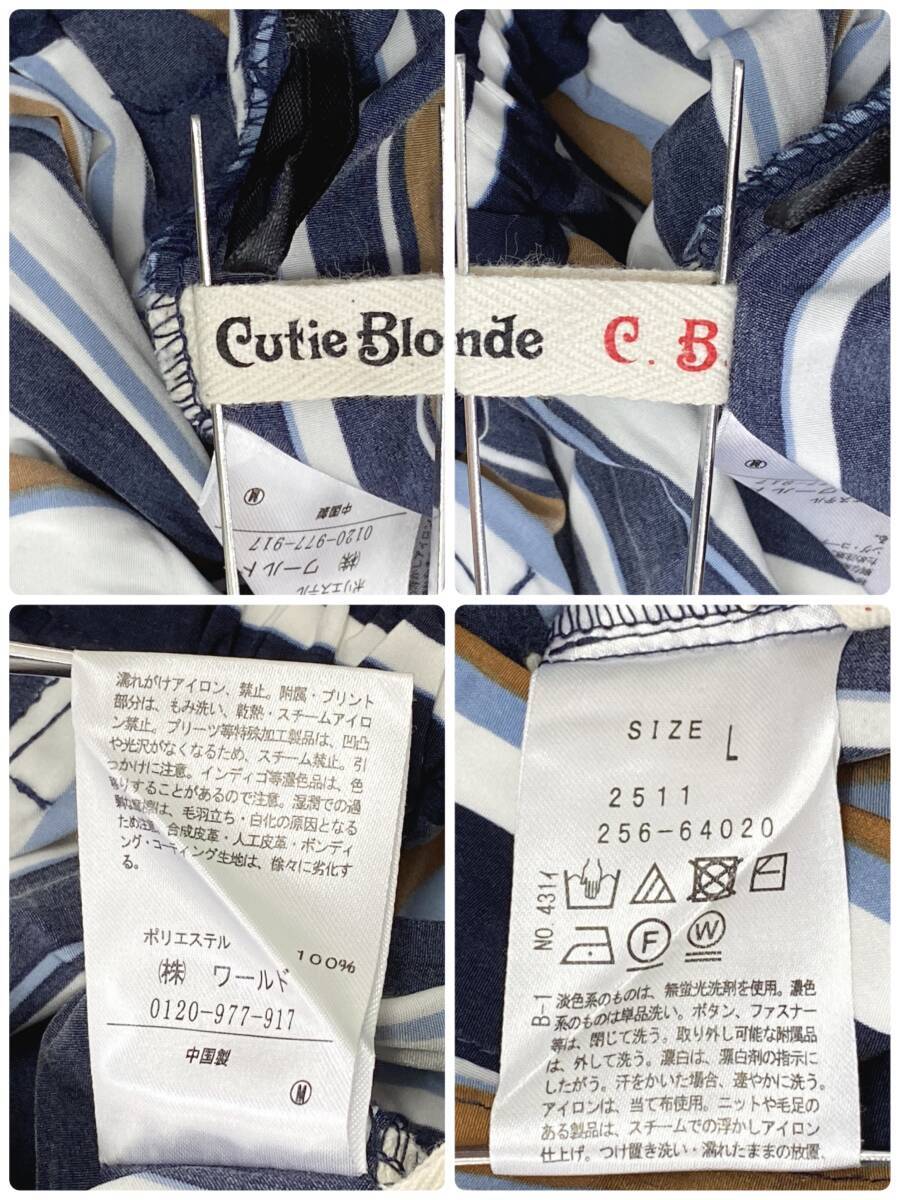 Cutie Blonde C. B.
M
中国製
0120-977-917
(株) ワールド
ポリエステル
M
濡れがけアイロン、禁止。附属・プリント
部分は、もみ洗い、乾熱・スチームアイロ
ン禁止。プリーツ等特殊加工製品は、凹凸
や光沢がなくなるため、スチーム禁止。引
っかけに注意。インディゴ等濃色品は、色
移りすることがあるので注意。湿潤での過
度な摩擦は、毛羽立ち・白化の原因となる
ため注意。合成皮革・人工皮革・ボンディ
ング・コーティング生地は、徐々に劣化す
る。
ポリエステル 100%
(株) ワールド
0120-977-917
中国製
M
SIZE L
2511
256-64020
NO.431イ
F W
B-1
淡色系のものは、無蛍光洗剤を使用。濃色
系のものは単品洗い。ボタン、ファスナー
等は、閉じて洗う。取り外し可能な附属品
は、外して洗う。漂白は、漂白剤の指示に
したがう。汗をかいた場合、速やかに洗う。
アイロンは、当て布使用。ニットや毛足の
ある製品は、スチームでの浮かしアイロン
仕上げ。つけ置き洗い・濡れたままの放置、